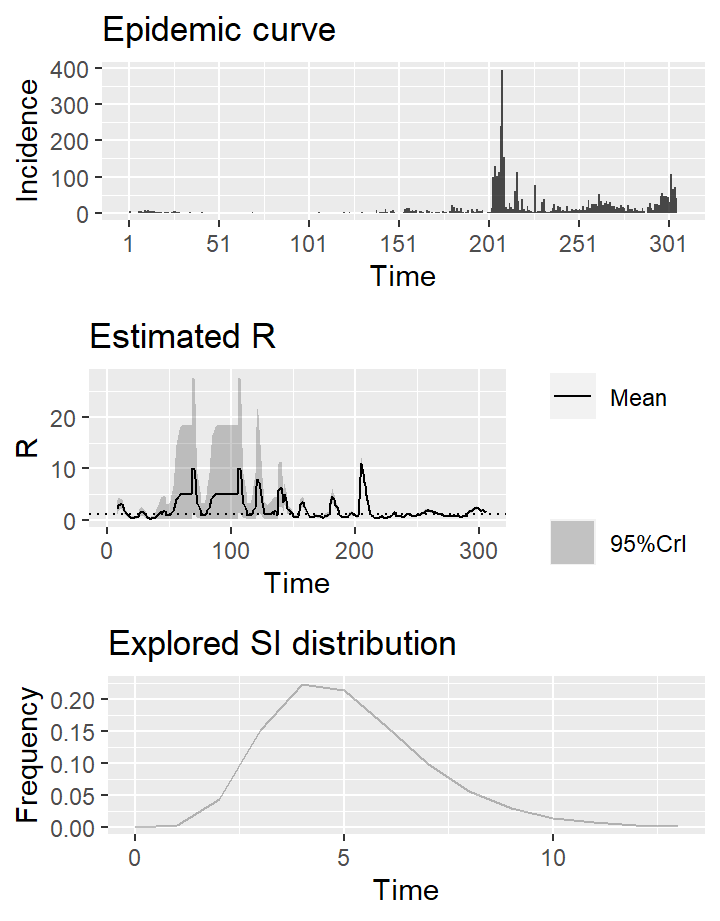 Epidemic curve
400
300
200
100
0
Incidence
1 51 101 151 201 251 301
Time
Estimated R
20
10
0
R
0 100 200 300
Time
Mean
95%CrI
Explored SI distribution
0.20
0.15
0.10
0.05
0.00
Frequency
0 5 10
Time